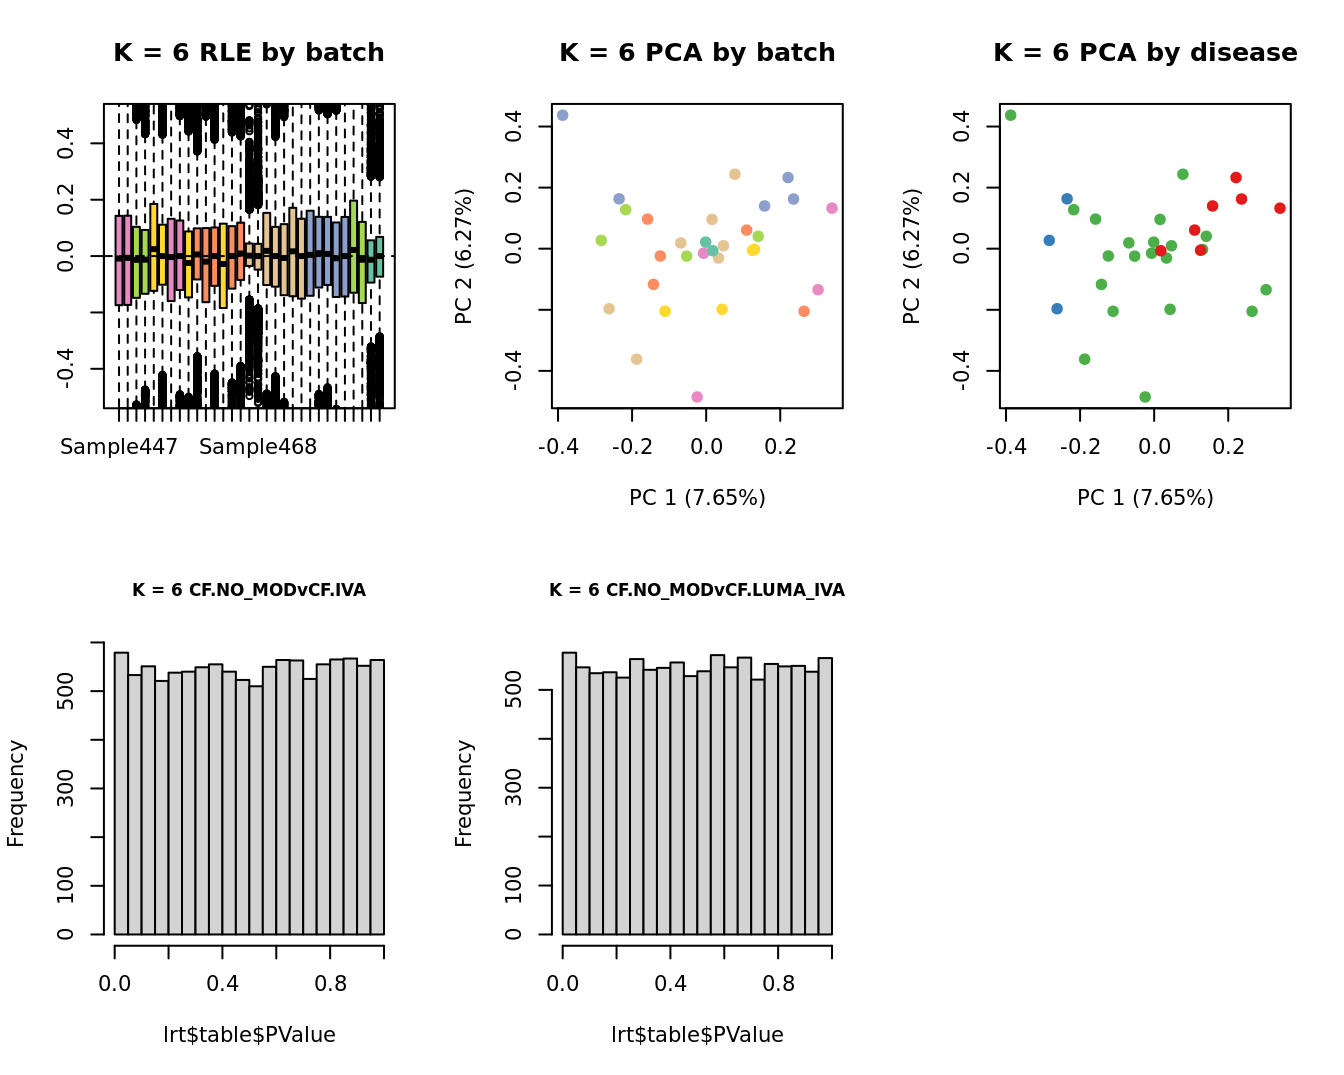 K = 6 RLE by batch
0.4
0.2
0.0
-0.4
Sample447 Sample468
K = 6 PCA by batch
PC 2 (6.27%)
0.4
0.2
0.0
-0.4
-0.4 -0.2 0.0 0.2
PC 1 (7.65%)
K = 6 PCA by disease
PC 2 (6.27%)
0.4
0.2
0.0
-0.4
-0.4 -0.2 0.0 0.2
PC 1 (7.65%)
K = 6 CF.NO_MODvCF.IVA
Frequency
500
300
100
0
0.0 0.4 0.8
lrt$table$PValue
K = 6 CF.NO_MODvCF.LUMA_IVA
Frequency
500
300
100
0
0.0 0.4 0.8
lrt$table$PValue